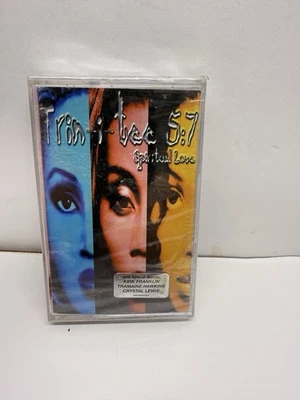 Trin-i-tee 5:7
Spiritual Love
KIRK FRANKLIN
TRAMAINE HAWKINS
CRYSTAL LEWIS